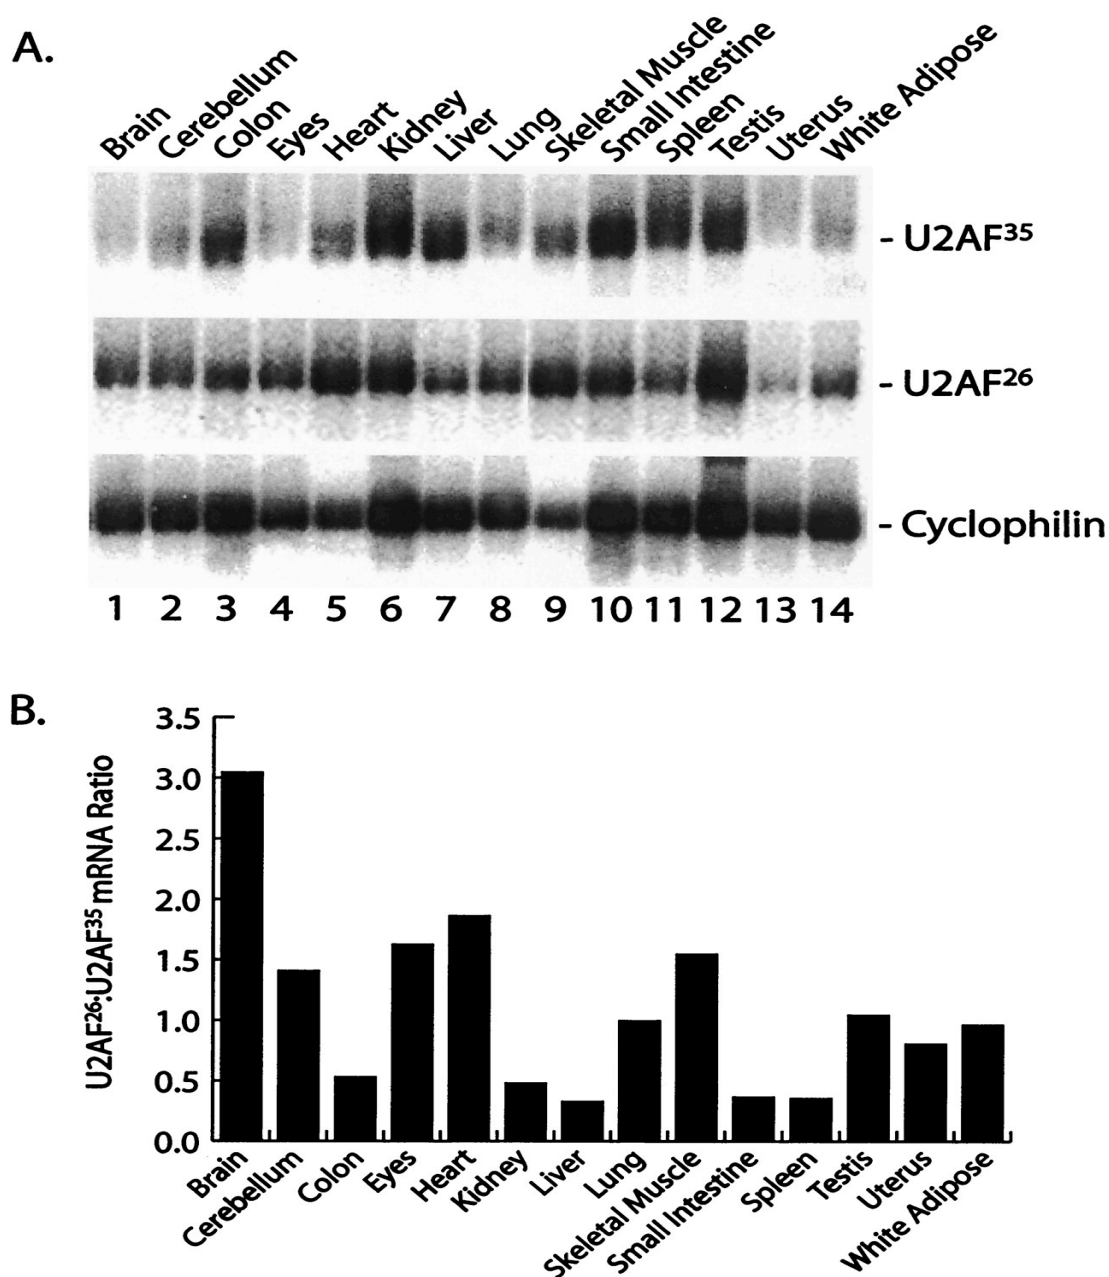 A.
Brain Cerebellum Colon Eyes Heart Kidney Liver Lung Skeletal Muscle Small Intestine Spleen Testis Uterus White Adipose
- U2AF³⁵
- U2AF²⁶
- Cyclophilin
1 2 3 4 5 6 7 8 9 10 11 12 13 14
B.
U2AF²⁶:U2AF³⁵ mRNA Ratio
3.5
3.0
2.5
2.0
1.5
1.0
0.5
0.0
Brain Cerebellum Colon Eyes Heart Kidney Liver Lung Skeletal Muscle Small Intestine Spleen Testis Uterus White Adipose